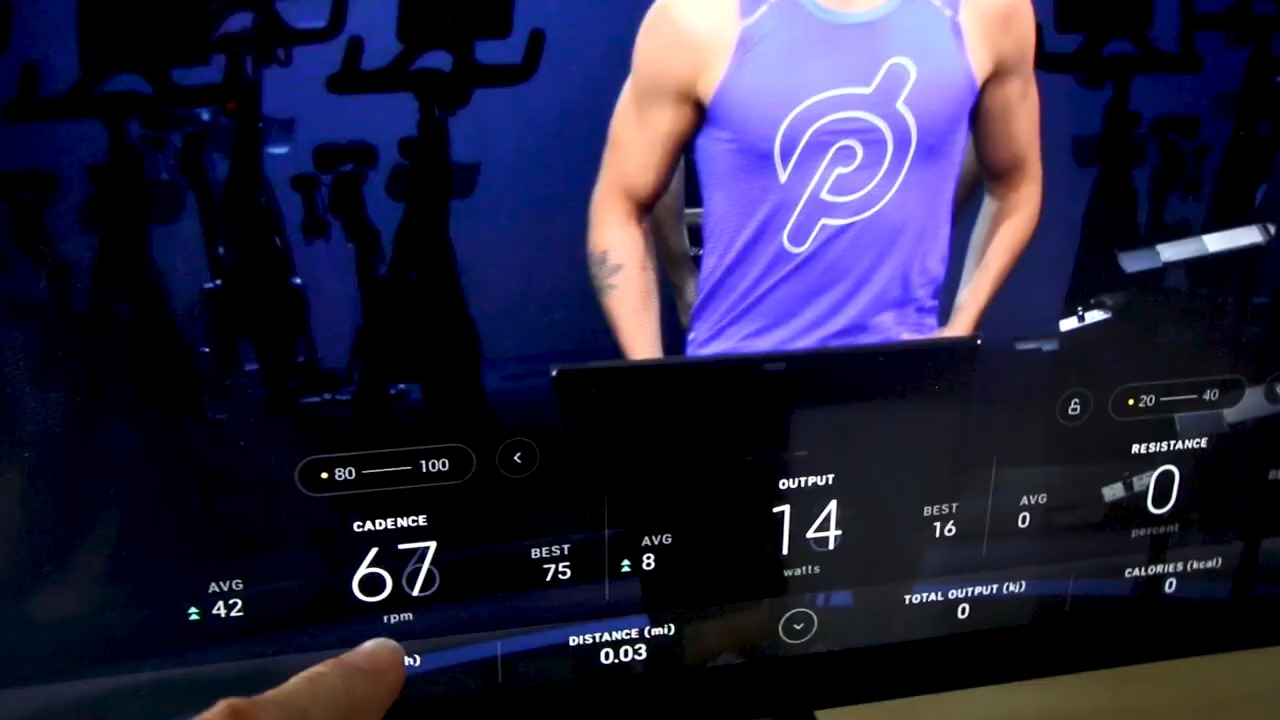 20 40
80 100
RESISTANCE
0
percent
OUTPUT
14
watts
BEST
16
AVG
0
CADENCE
67
rpm
BEST
75
AVG
8
AVG
42
CALORIES (kcal)
0
TOTAL OUTPUT (kj)
0
DISTANCE (mi)
0.03
h)